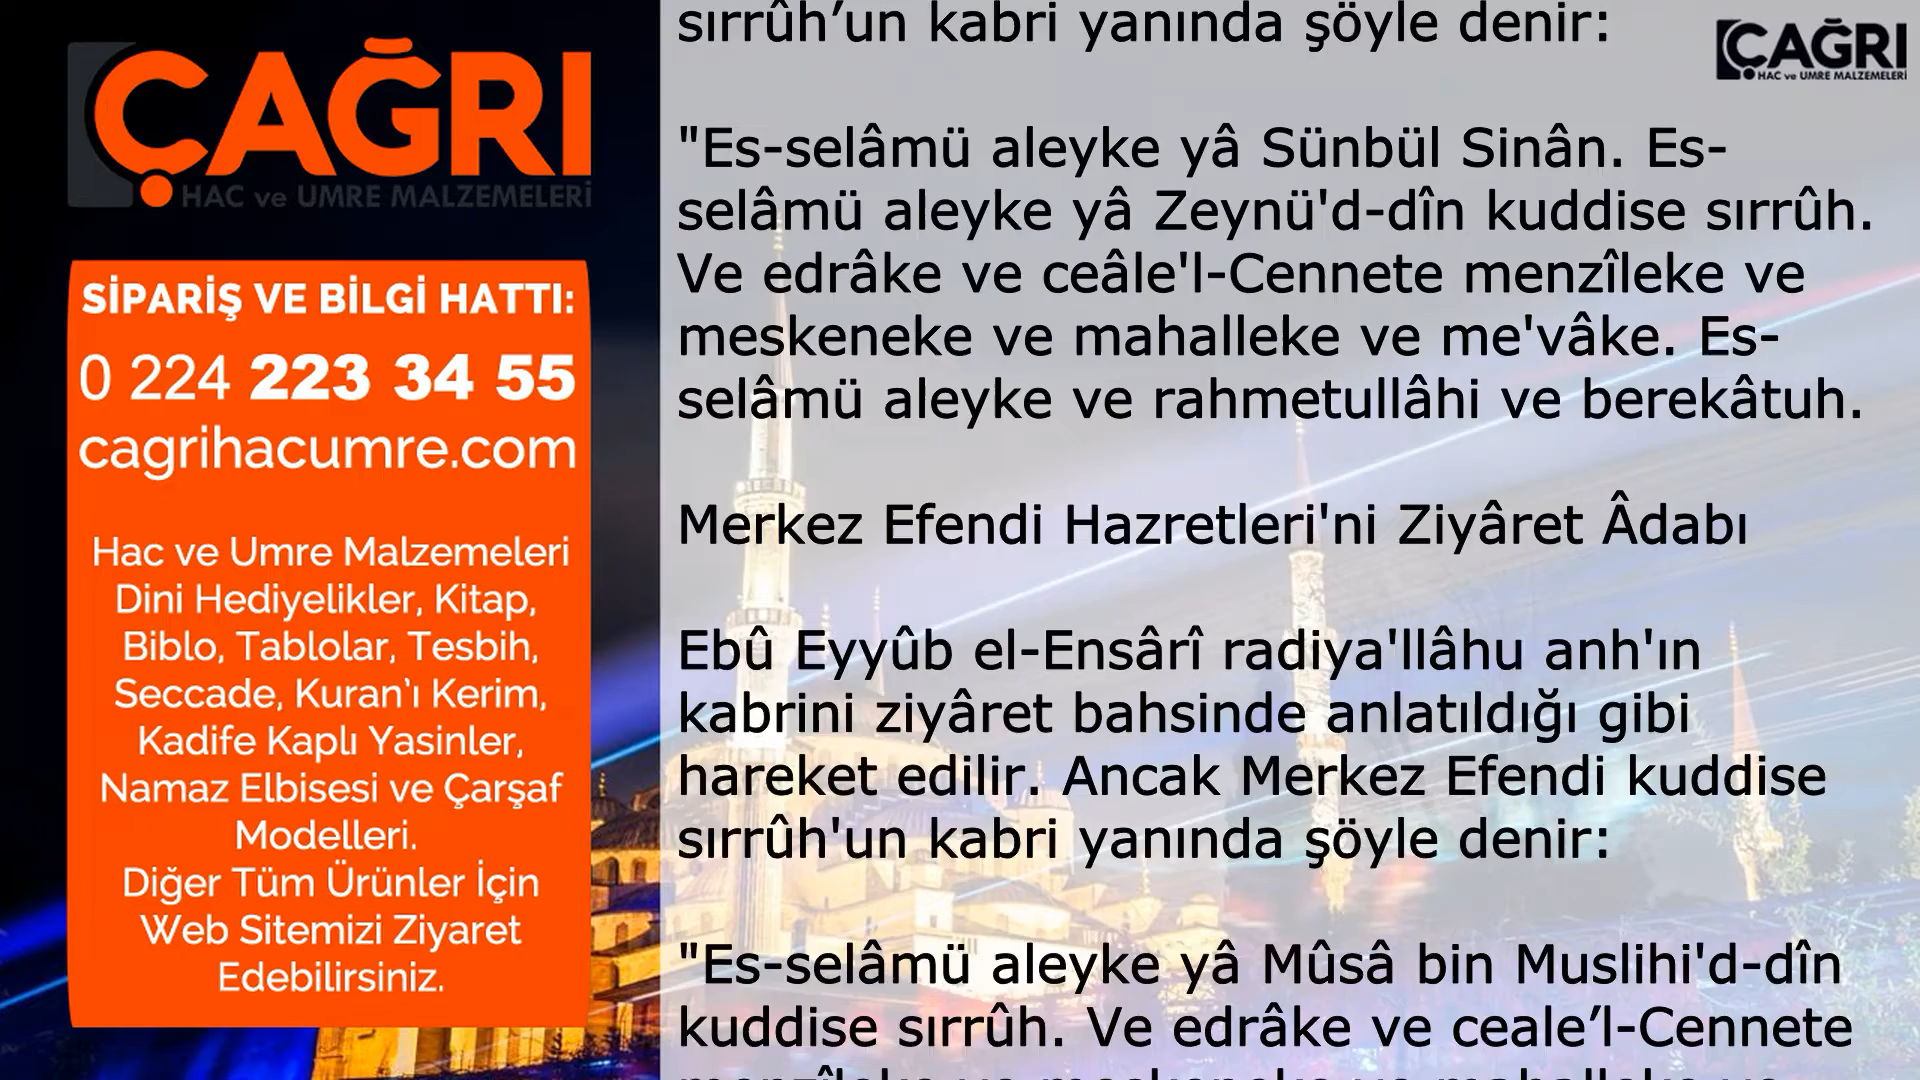 ÇAĞRI
HAC ve UMRE MALZEMELERİ
SİPARİŞ VE BİLGİ HATTI:
0 224 223 34 55
cagrihacumre.com
Hac ve Umre Malzemeleri
Dini Hediyelikler, Kitap,
Biblo, Tablolar, Tesbih,
Seccade, Kuran’ı Kerim,
Kadife Kaplı Yasinler,
Namaz Elbisesi ve Çarşaf
Modelleri.
Diğer Tüm Ürünler İçin
Web Sitemizi Ziyaret
Edebilirsiniz.
sırrûh’un kabri yanında şöyle denir:
"Es-selâmü aleyke yâ Sünbül Sinân. Es-
selâmü aleyke yâ Zeynü'd-dîn kuddise sırrûh.
Ve edrâke ve ceâle'l-Cennete menzîleke ve
meskeneke ve mahalleke ve me'vâke. Es-
selâmü aleyke ve rahmetullâhi ve berekâtuh.
Merkez Efendi Hazretleri'ni Ziyâret Âdabı
Ebû Eyyûb el-Ensârî radiya'llâhu anh'ın
kabrini ziyâret bahsinde anlatıldığı gibi
hareket edilir. Ancak Merkez Efendi kuddise
sırrûh'un kabri yanında şöyle denir:
"Es-selâmü aleyke yâ Mûsâ bin Muslihi'd-dîn
kuddise sırrûh. Ve edrâke ve ceale’l-Cennete
ÇAĞRI
HAC ve UMRE MALZEMELERİ